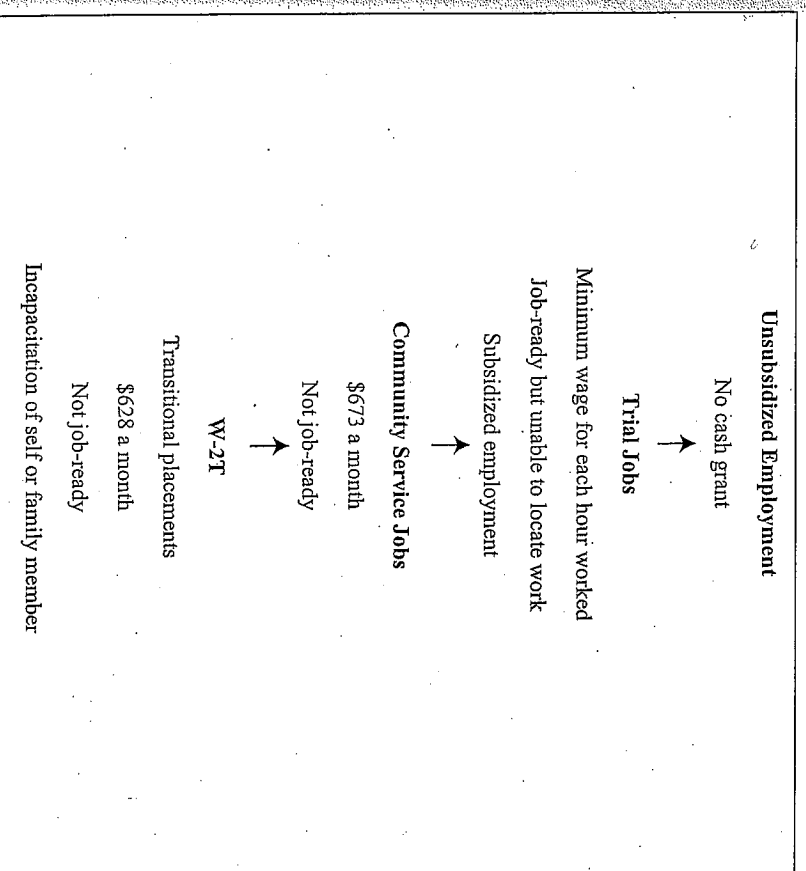 Unsubsidized Employment
No cash grant
↑
Trial Jobs
Minimum wage for each hour worked
Job-ready but unable to locate work
Subsidized employment
↑
Community Service Jobs
$673 a month
Not job-ready
↑
W-2T
Transitional placements
$628 a month
Not job-ready
Incapacitation of self or family member